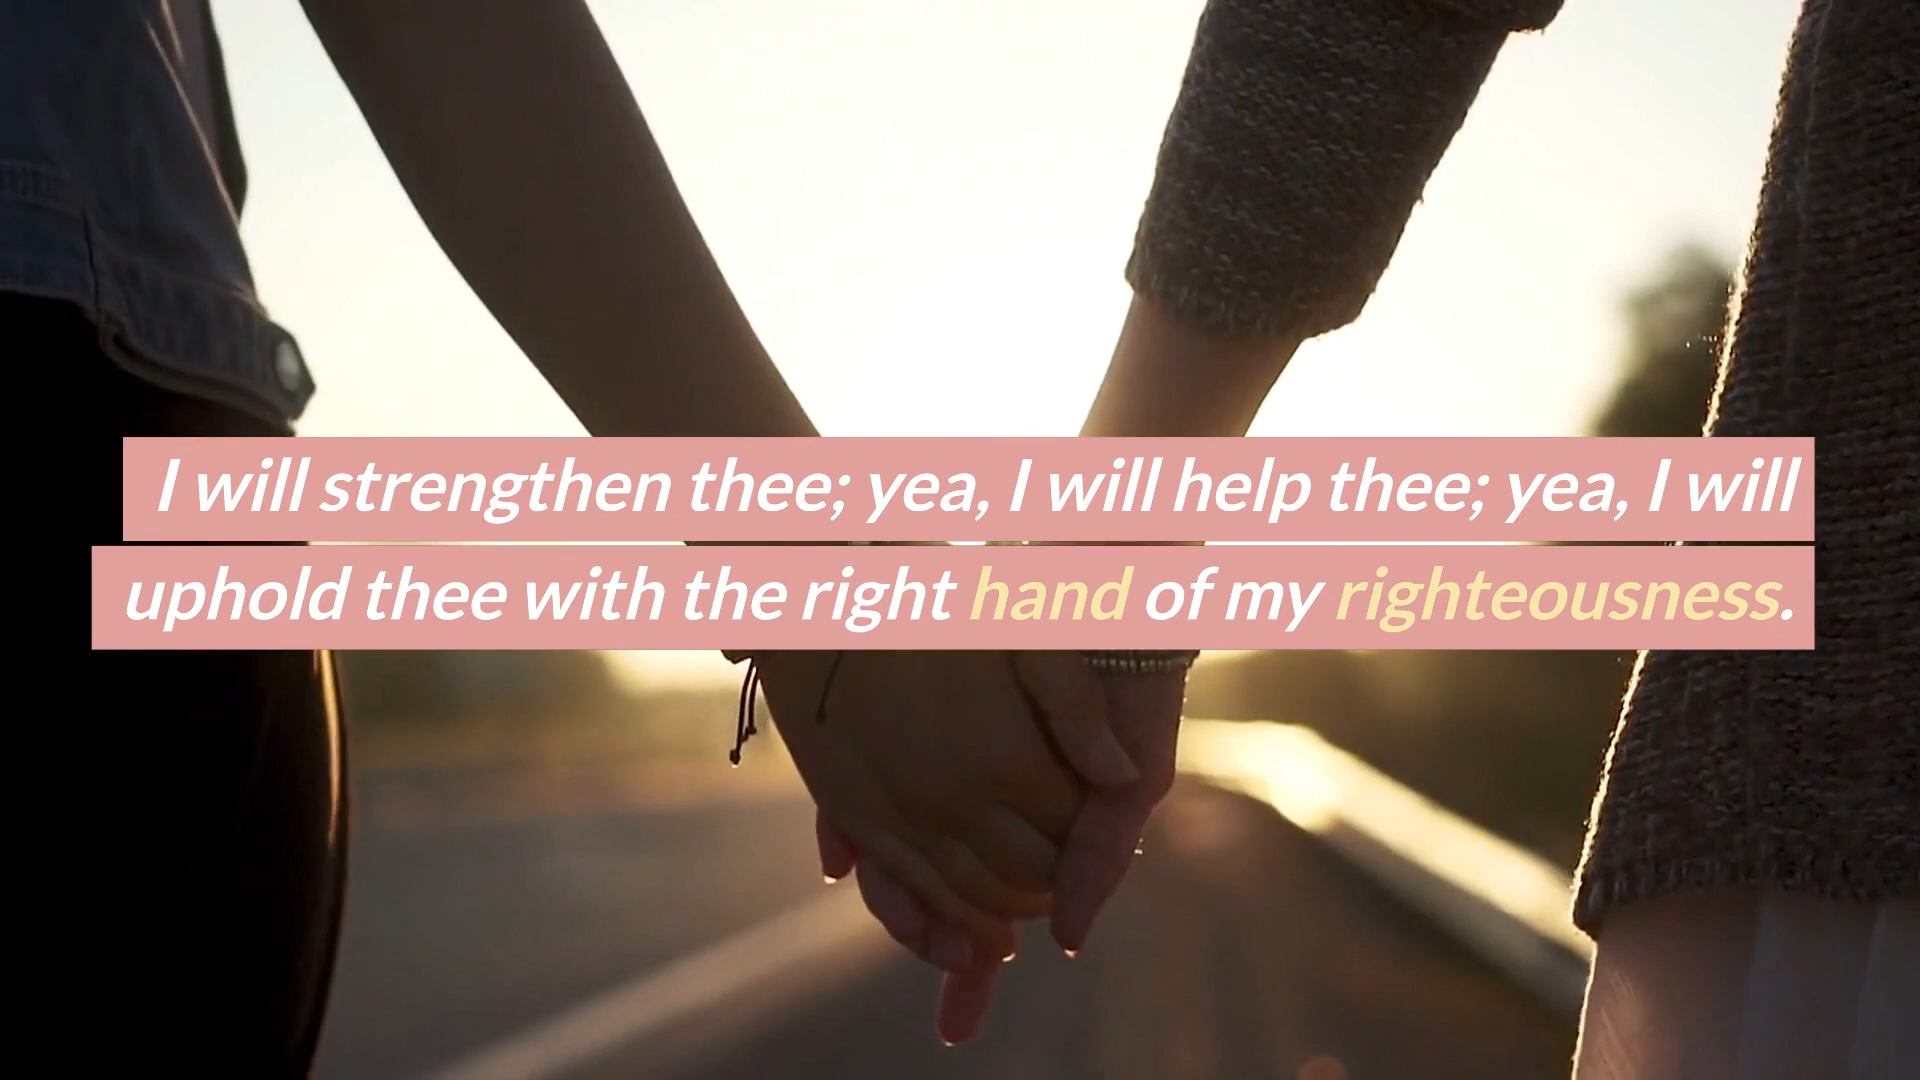 I will strengthen thee; yea, I will help thee; yea, I will
uphold thee with the right hand of my righteousness.